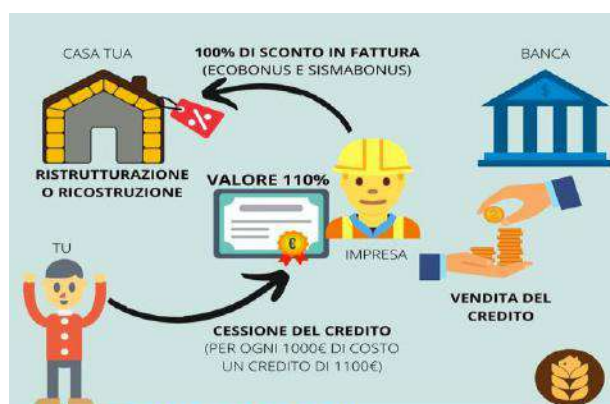 CASA TUA
100% DI SCONTO IN FATTURA
(ECOBONUS E SISMABONUS)
BANCA
RISTRUTTURAZIONE
O RICOSTRUZIONE
VALORE 110%
TU
IMPRESA
VENDITA DEL
CREDITO
CESSIONE DEL CREDITO
(PER OGNI 1000€ DI COSTO
UN CREDITO DI 1100€)